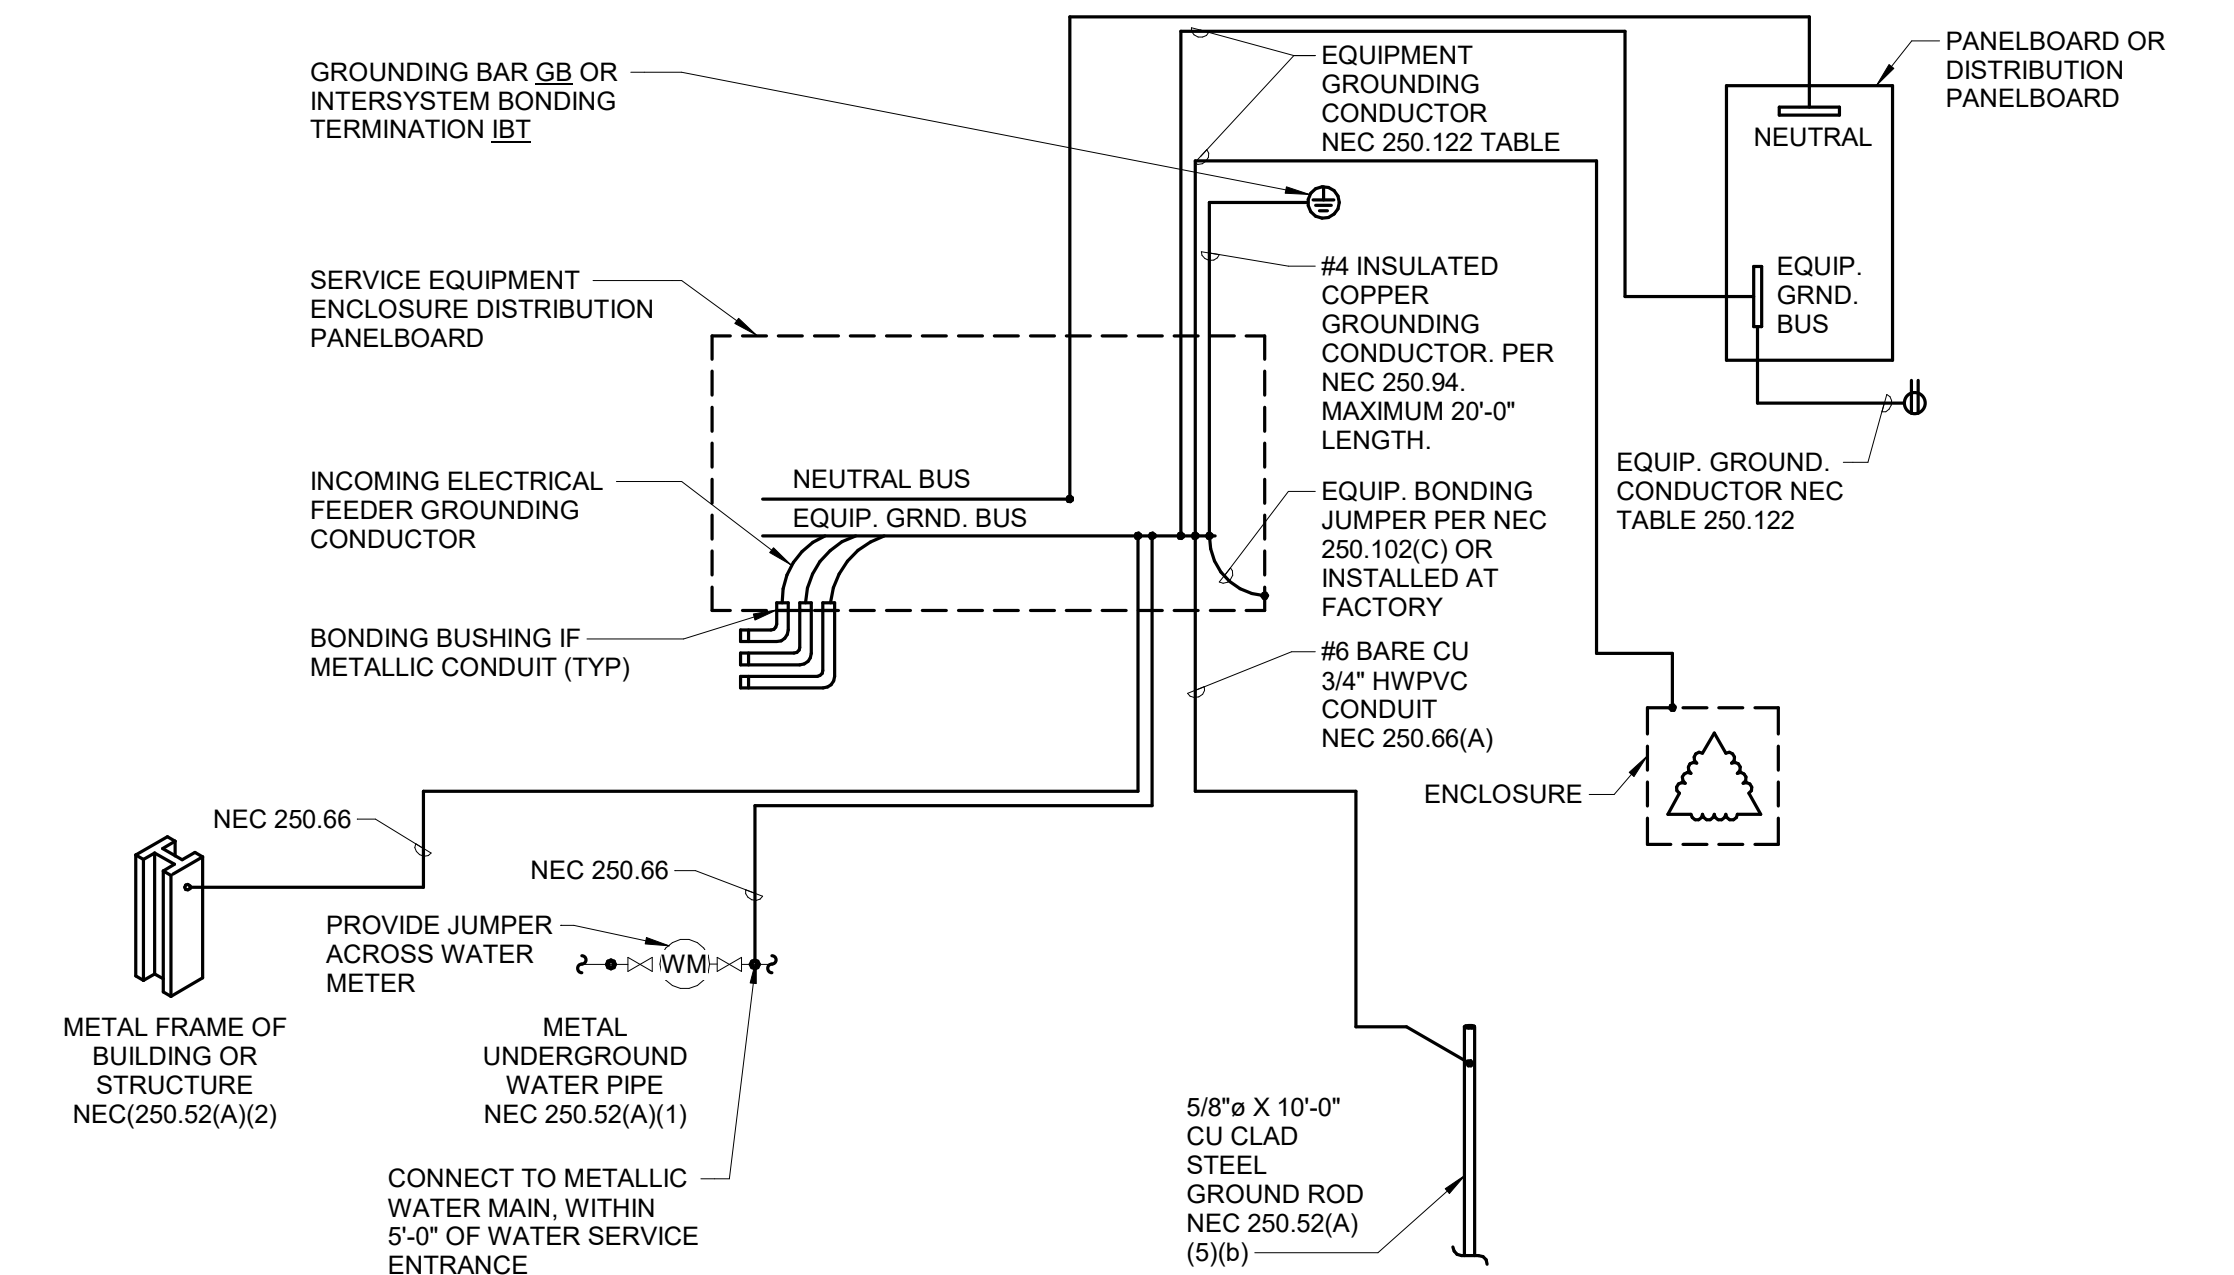 GROUNDING BAR GB OR
INTERSYSTEM BONDING
TERMINATION IBT
EQUIPMENT
GROUNDING
CONDUCTOR
NEC 250.122 TABLE
PANELBOARD OR
DISTRIBUTION
PANELBOARD
NEUTRAL
EQUIP.
GRND.
BUS
SERVICE EQUIPMENT
ENCLOSURE DISTRIBUTION
PANELBOARD
#4 INSULATED
COPPER
GROUNDING
CONDUCTOR. PER
NEC 250.94.
MAXIMUM 20'-0"
LENGTH.
INCOMING ELECTRICAL
FEEDER GROUNDING
CONDUCTOR
NEUTRAL BUS
EQUIP. GRND. BUS
EQUIP. BONDING
JUMPER PER NEC
250.102(C) OR
INSTALLED AT
FACTORY
EQUIP. GROUND.
CONDUCTOR NEC
TABLE 250.122
BONDING BUSHING IF
METALLIC CONDUIT (TYP)
#6 BARE CU
3/4" HWPVC
CONDUIT
NEC 250.66(A)
ENCLOSURE
NEC 250.66
NEC 250.66
PROVIDE JUMPER
ACROSS WATER
METER
WM
METAL FRAME OF
BUILDING OR
STRUCTURE
NEC(250.52(A)(2)
METAL
UNDERGROUND
WATER PIPE
NEC 250.52(A)(1)
CONNECT TO METALLIC
WATER MAIN, WITHIN
5'-0" OF WATER SERVICE
ENTRANCE
5/8"ø X 10'-0"
CU CLAD
STEEL
GROUND ROD
NEC 250.52(A)
(5)(b)